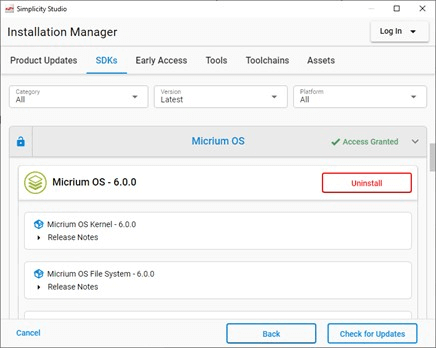 Simplicity Studio
Installation Manager
Log In
Product Updates SDKs Early Access Tools Toolchains Assets
Category Version Platform
All Latest All
Micrium OS Access Granted
Micrium OS - 6.0.0 Uninstall
Micrium OS Kernel - 6.0.0
Release Notes
Micrium OS File System - 6.0.0
Release Notes
Cancel Back Check for Updates